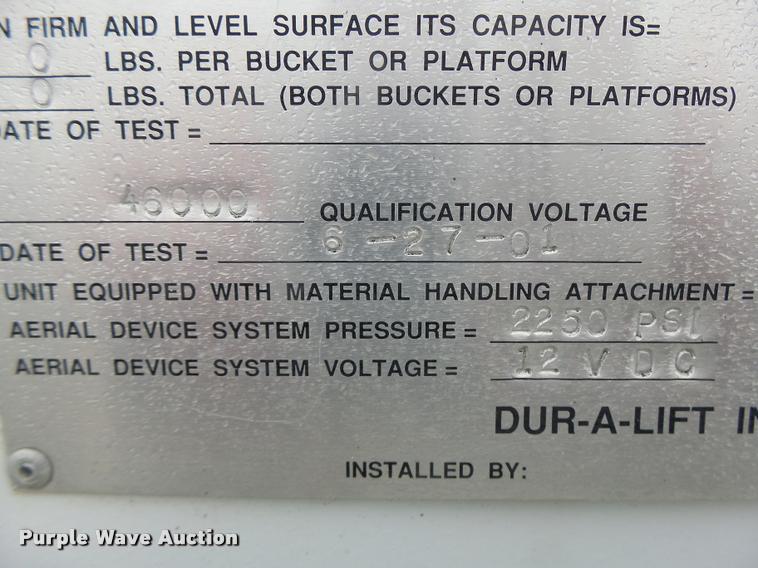 N FIRM AND LEVEL SURFACE ITS CAPACITY IS=
0 LBS. PER BUCKET OR PLATFORM
0 LBS. TOTAL (BOTH BUCKETS OR PLATFORMS)
DATE OF TEST =
46000 QUALIFICATION VOLTAGE
DATE OF TEST = 6-27-01
UNIT EQUIPPED WITH MATERIAL HANDLING ATTACHMENT =
AERIAL DEVICE SYSTEM PRESSURE = 2250 PSI
AERIAL DEVICE SYSTEM VOLTAGE = 12 VDC
DUR-A-LIFT IN
INSTALLED BY:
Purple Wave Auction